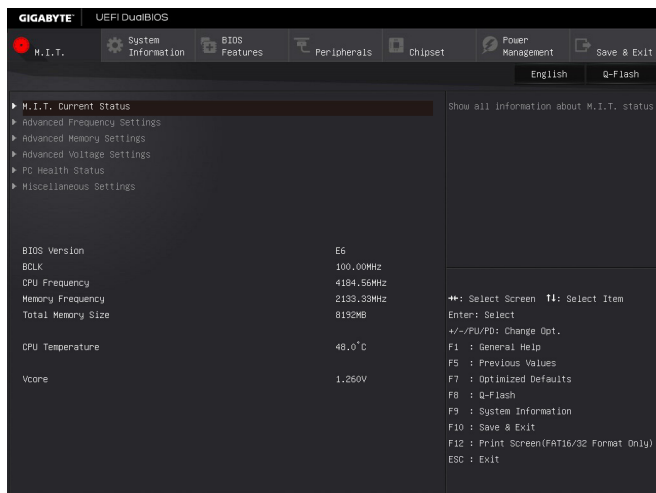 GIGABYTE™ UEFI DualBIOS
M.I.T.
System Information
BIOS Features
Peripherals
Chipset
Power Management
Save & Exit
English Q-Flash
M.I.T. Current Status
Advanced Frequency Settings
Advanced Memory Settings
Advanced Voltage Settings
PC Health Status
Miscellaneous Settings
BIOS Version E6
BCLK 100.00MHz
CPU Frequency 4184.56MHz
Memory Frequency 2133.33MHz
Total Memory Size 8192MB
CPU Temperature 48.0°C
Vcore 1.260V
Show all information about M.I.T. status
→←: Select Screen ↑↓: Select Item
Enter: Select
+/-/PU/PD: Change Opt.
F1 : General Help
F5 : Previous Values
F7 : Optimized Defaults
F8 : Q-Flash
F9 : System Information
F10 : Save & Exit
F12 : Print Screen(FAT16/32 Format Only)
ESC : Exit